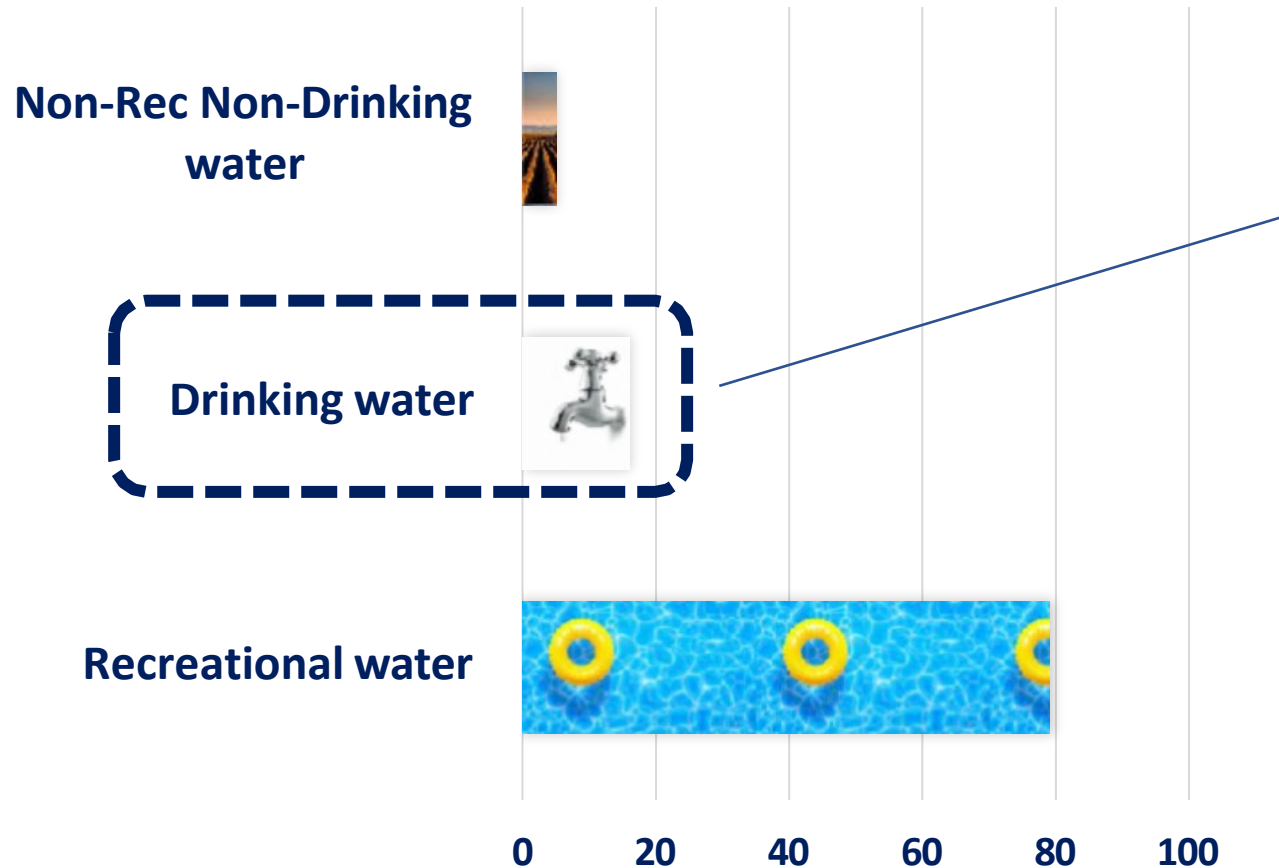 Non-Rec Non-Drinking
water
Drinking water
Recreational water
0 20 40 60 80 100